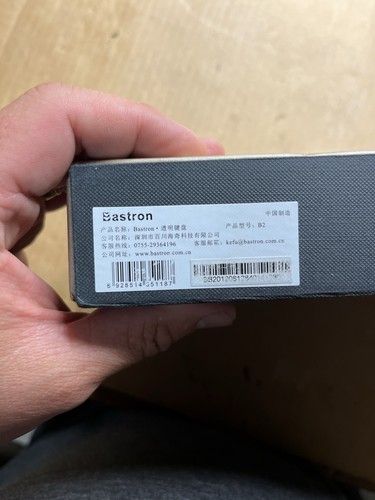 Bastron
中国制造
产品名称：Bastron·透明键盘 产品型号：B2
公司名称：深圳市百川海奇科技有限公司
客服热线：0755-29364196 客服邮箱：kefu@bastron.com.cn
公司网址：www.bastron.com.cn
6 928514 351187